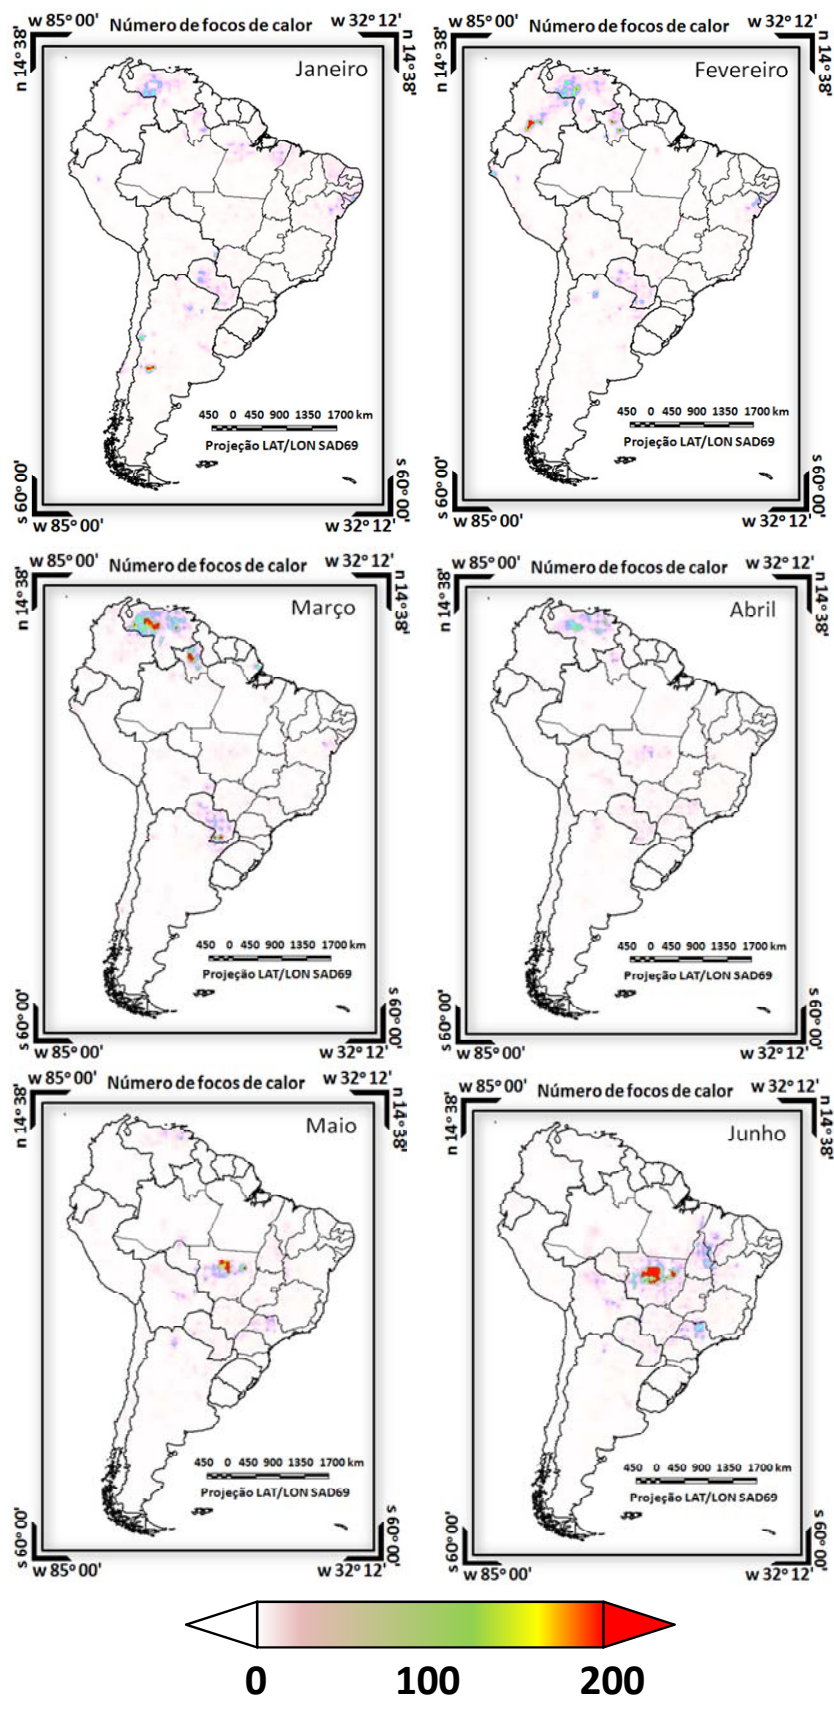 w 85° 00' Número de focos de calor w 32° 12'
n 14° 38' n 14° 38'
Janeiro
450 0 450 900 1350 1700 km
Projeção LAT/LON SAD69
s 60° 00' s 60° 00'
w 85° 00' w 32° 12'
w 85° 00' Número de focos de calor w 32° 12'
n 14° 38' n 14° 38'
Fevereiro
450 0 450 900 1350 1700 km
Projeção LAT/LON SAD69
s 60° 00' s 60° 00'
w 85° 00' w 32° 12'
w 85° 00' Número de focos de calor w 32° 12'
n 14° 38' n 14° 38'
Março
450 0 450 900 1350 1700 km
Projeção LAT/LON SAD69
s 60° 00' s 60° 00'
w 85° 00' w 32° 12'
w 85° 00' Número de focos de calor w 32° 12'
n 14° 38' n 14° 38'
Abril
450 0 450 900 1350 1700 km
Projeção LAT/LON SAD69
s 60° 00' s 60° 00'
w 85° 00' w 32° 12'
w 85° 00' Número de focos de calor w 32° 12'
n 14° 38' n 14° 38'
Maio
450 0 450 900 1350 1700 km
Projeção LAT/LON SAD69
s 60° 00' s 60° 00'
w 85° 00' w 32° 12'
w 85° 00' Número de focos de calor w 32° 12'
n 14° 38' n 14° 38'
Junho
450 0 450 900 1350 1700 km
Projeção LAT/LON SAD69
s 60° 00' s 60° 00'
w 85° 00' w 32° 12'
0 100 200